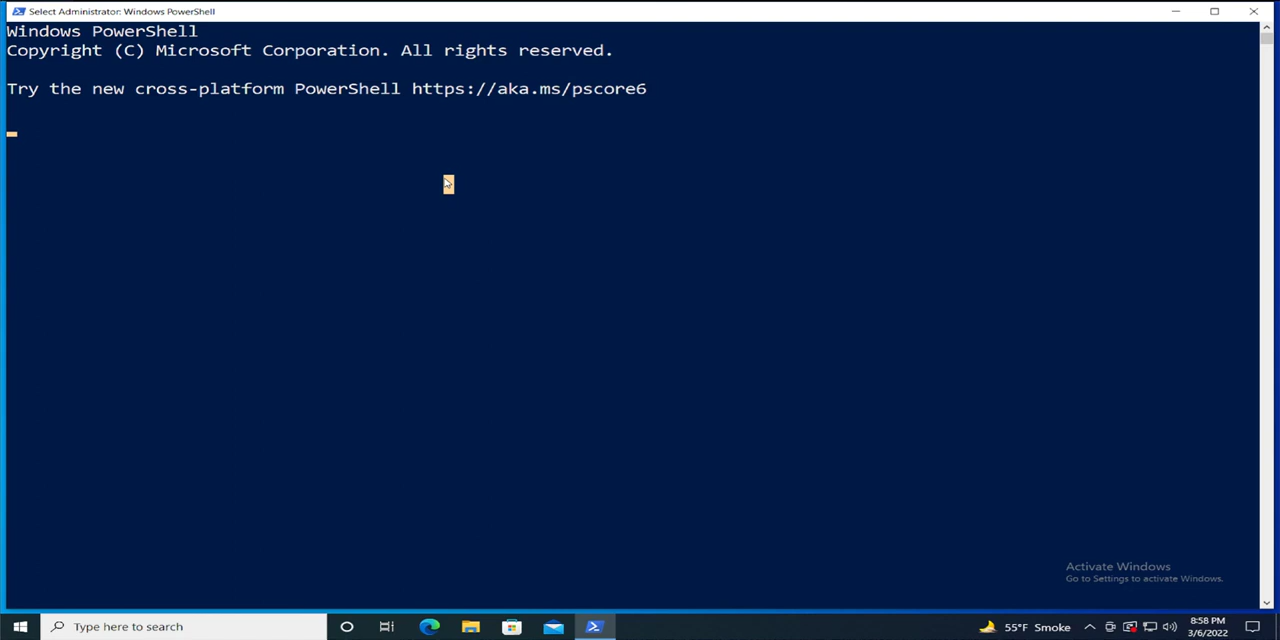 Select Administrator: Windows PowerShell
Windows PowerShell
Copyright (C) Microsoft Corporation. All rights reserved.
Try the new cross-platform PowerShell https://aka.ms/pscore6
Activate Windows
Go to Settings to activate Windows.
Type here to search
55°F Smoke
8:58 PM
3/6/2022